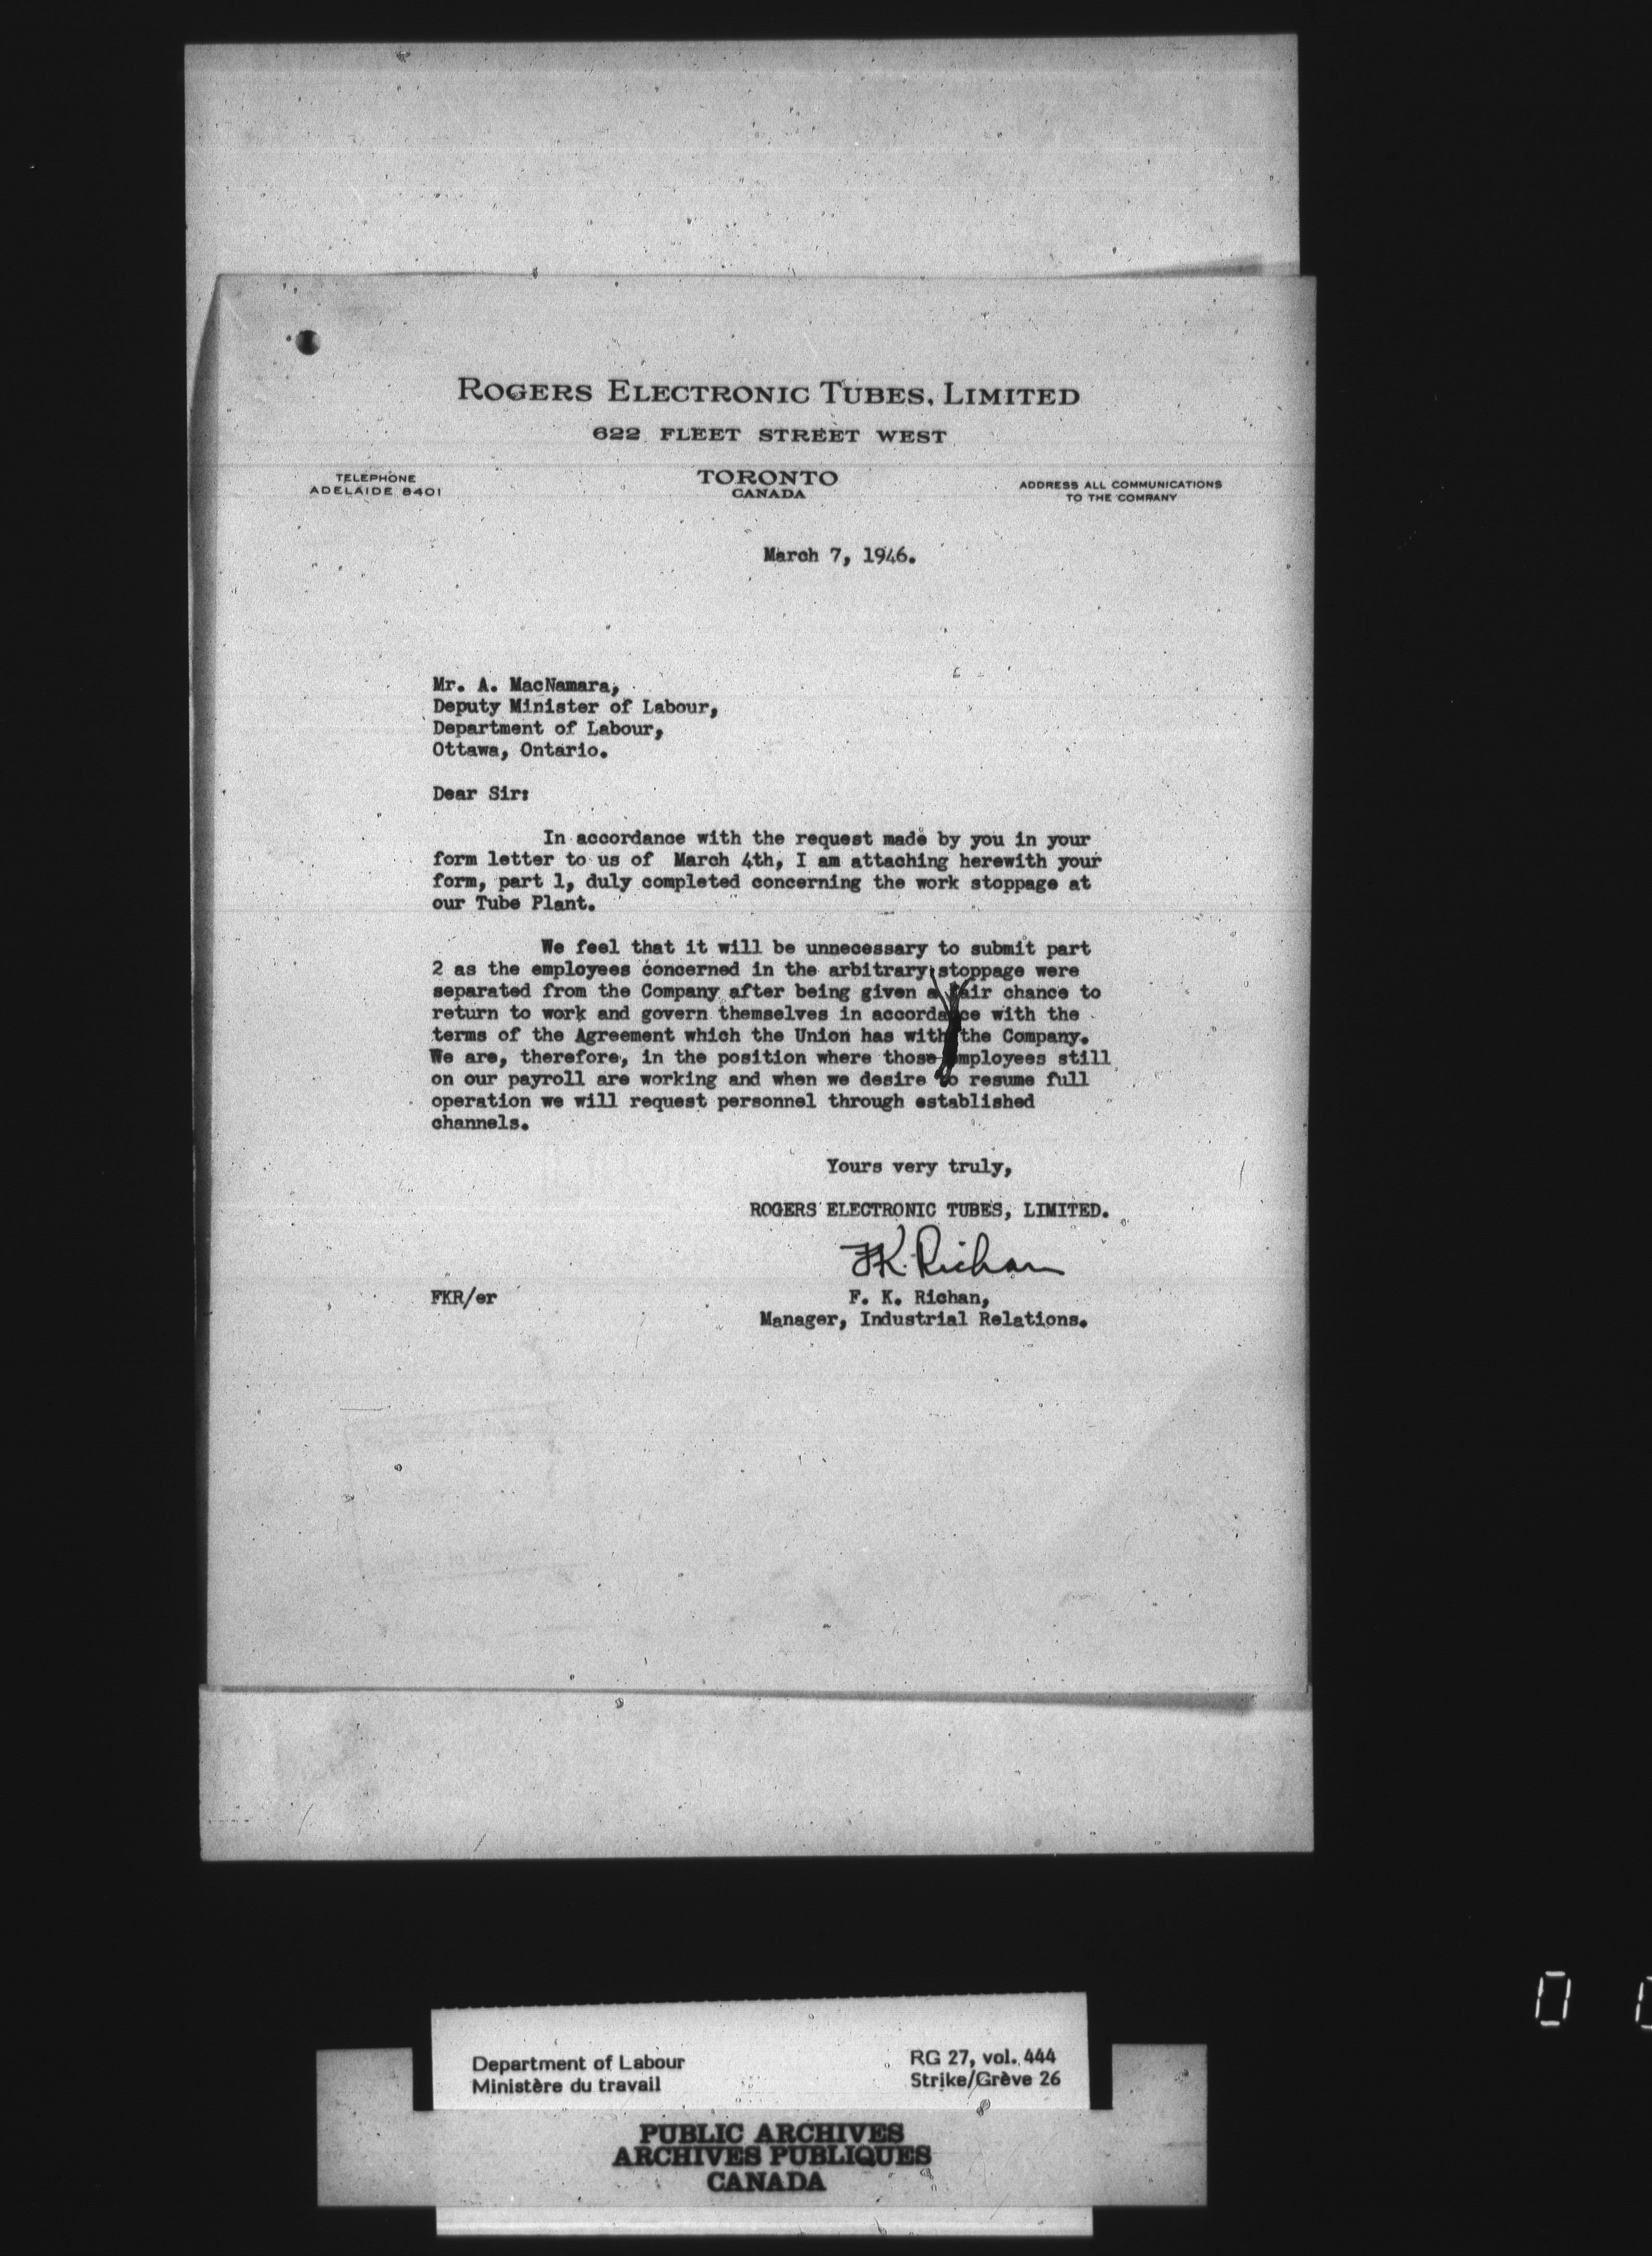 ROGERS ELECTRONIC TUBES, LIMITED
622 FLEET STREET WEST
TELEPHONE
ADELAIDE 8401
TORONTO
CANADA
ADDRESS ALL COMMUNICATIONS
TO THE COMPANY
March 7, 1946.
Mr. A. MacNamara,
Deputy Minister of Labour,
Department of Labour,
Ottawa, Ontario.
Dear Sir:
In accordance with the request made by you in your
form letter to us of March 4th, I am attaching herewith your
form, part 1, duly completed concerning the work stoppage at
our Tube Plant.
We feel that it will be unnecessary to submit part
2 as the employees concerned in the arbitrary stoppage were
separated from the Company after being given a fair chance to
return to work and govern themselves in accordance with the
terms of the Agreement which the Union has with the Company.
We are, therefore, in the position where those employees still
on our payroll are working and when we desire to resume full
operation we will request personnel through established
channels.
Yours very truly,
ROGERS ELECTRONIC TUBES, LIMITED.
FK. Richan
FKR/er
F. K. Richan,
Manager, Industrial Relations.
Department of Labour
Ministère du travail
RG 27, vol. 444
Strike/Grève 26
PUBLIC ARCHIVES
ARCHIVES PUBLIQUES
CANADA
0